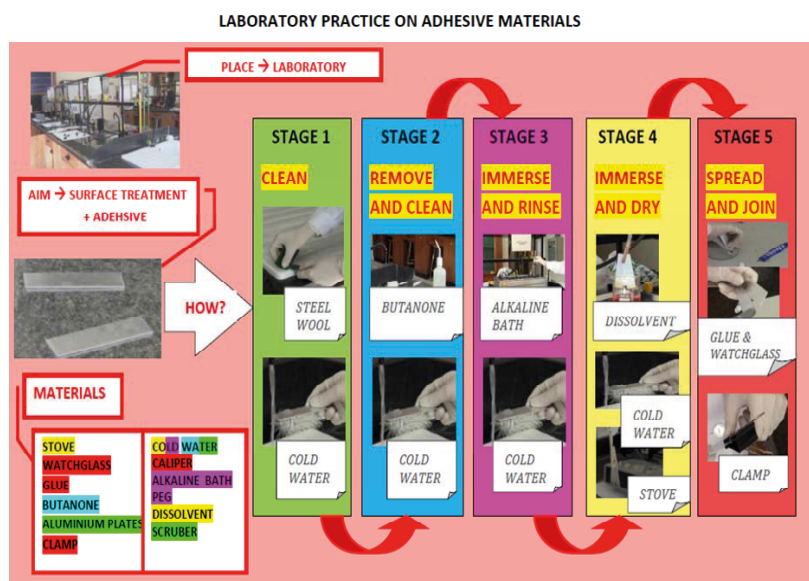 LABORATORY PRACTICE ON ADHESIVE MATERIALS
PLACE → LABORATORY
AIM → SURFACE TREATMENT
+ ADEHSIVE
HOW?
MATERIALS
STOVE
WATCHGLASS
GLUE
BUTANONE
ALUMINIUM PLATES
CLAMP
COLD WATER
CALIPER
ALKALINE BATH
PEG
DISSOLVENT
SCRUBER
STAGE 1
CLEAN
STEEL
WOOL
COLD
WATER
STAGE 2
REMOVE
AND CLEAN
BUTANONE
COLD
WATER
STAGE 3
IMMERSE
AND RINSE
ALKALINE
BATH
COLD
WATER
STAGE 4
IMMERSE
AND DRY
DISSOLVENT
COLD
WATER
STOVE
STAGE 5
SPREAD
AND JOIN
GLUE &
WATCHGLASS
CLAMP